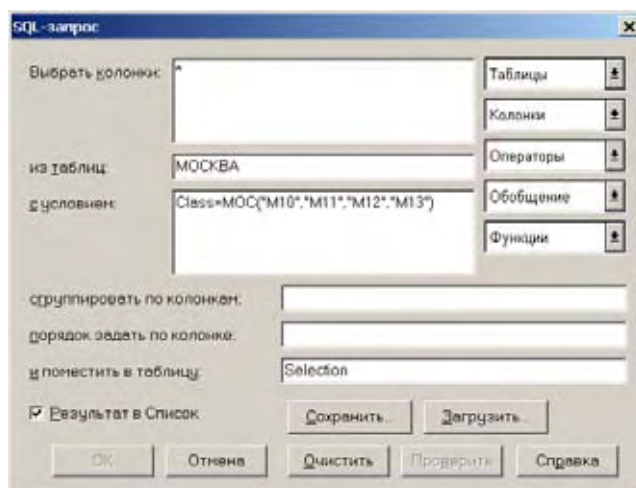 SQL-запрос
Выбрать колонки: * Таблицы
Колонки
из таблиц: МОСКВА Операторы
с условием: Class=MOC("M10","M11","M12","M13") Обобщение
Функции
сгруппировать по колонкам:
порядок задать по колонке:
и поместить в таблицу: Selection
Результат в Список Сохранить... Загрузить...
OK Отмена Очистить Проверить Справка